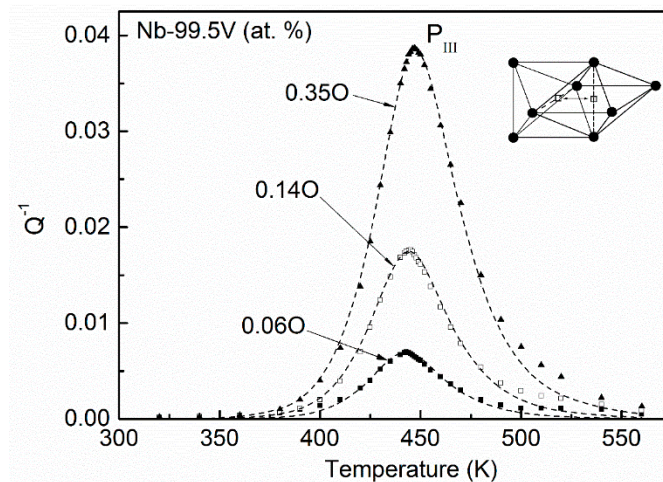 Nb-99.5V (at. %)
P_III
0.35O
0.14O
0.06O
Q⁻¹
0.04
0.03
0.02
0.01
0.00
300 350 400 450 500 550
Temperature (K)